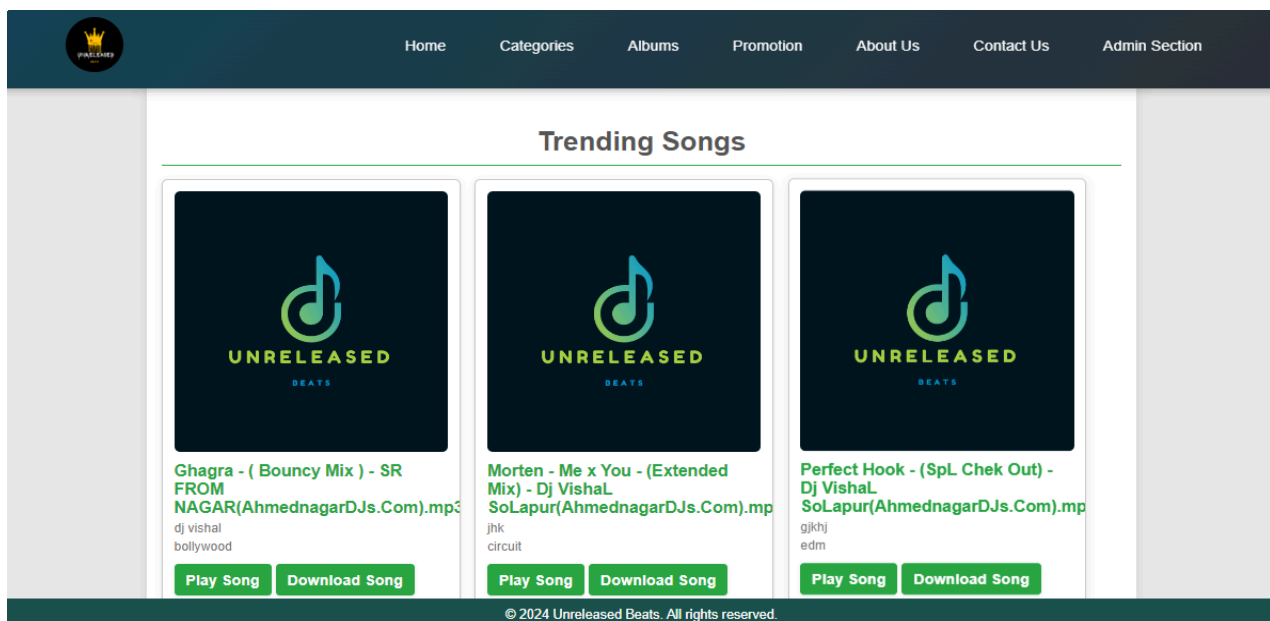 UNRELEASED
Home Categories Albums Promotion About Us Contact Us Admin Section
Trending Songs
UNRELEASED
BEATS
Ghagra - ( Bouncy Mix ) - SR
FROM
NAGAR(AhmednagarDJs.Com).mp3
dj vishal
bollywood
Play Song Download Song
UNRELEASED
BEATS
Morten - Me x You - (Extended
Mix) - Dj VishaL
SoLapur(AhmednagarDJs.Com).mp
jhk
circuit
Play Song Download Song
UNRELEASED
BEATS
Perfect Hook - (SpL Chek Out) -
Dj VishaL
SoLapur(AhmednagarDJs.Com).mp
gjkhj
edm
Play Song Download Song
© 2024 Unreleased Beats. All rights reserved.